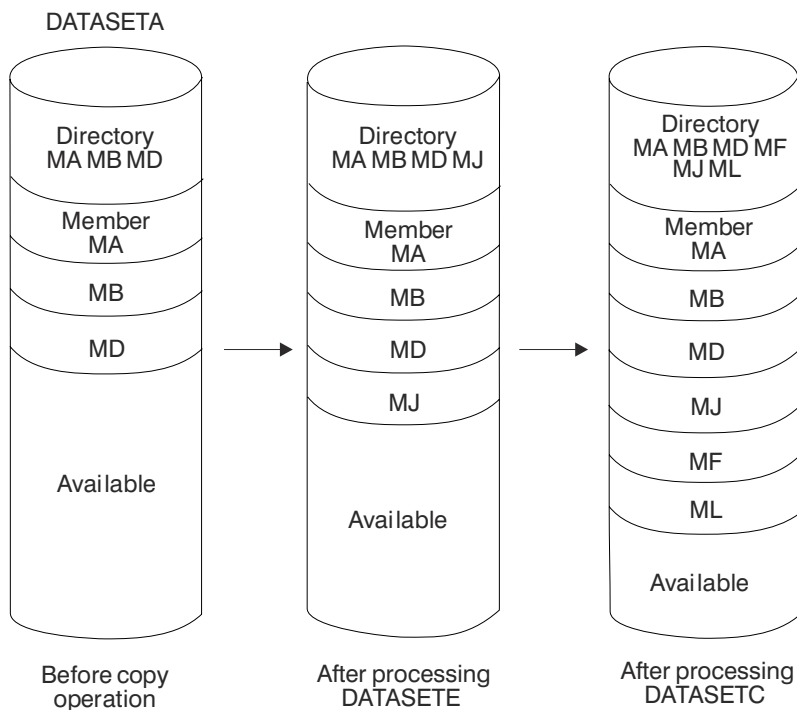 DATASETA
Directory
MA MB MD
Member
MA
MB
MD
Available
Before copy
operation
Directory
MA MB MD MJ
Member
MA
MB
MD
MJ
Available
After processing
DATASETE
Directory
MA MB MD MF
MJ ML
Member
MA
MB
MD
MJ
MF
ML
Available
After processing
DATASETC